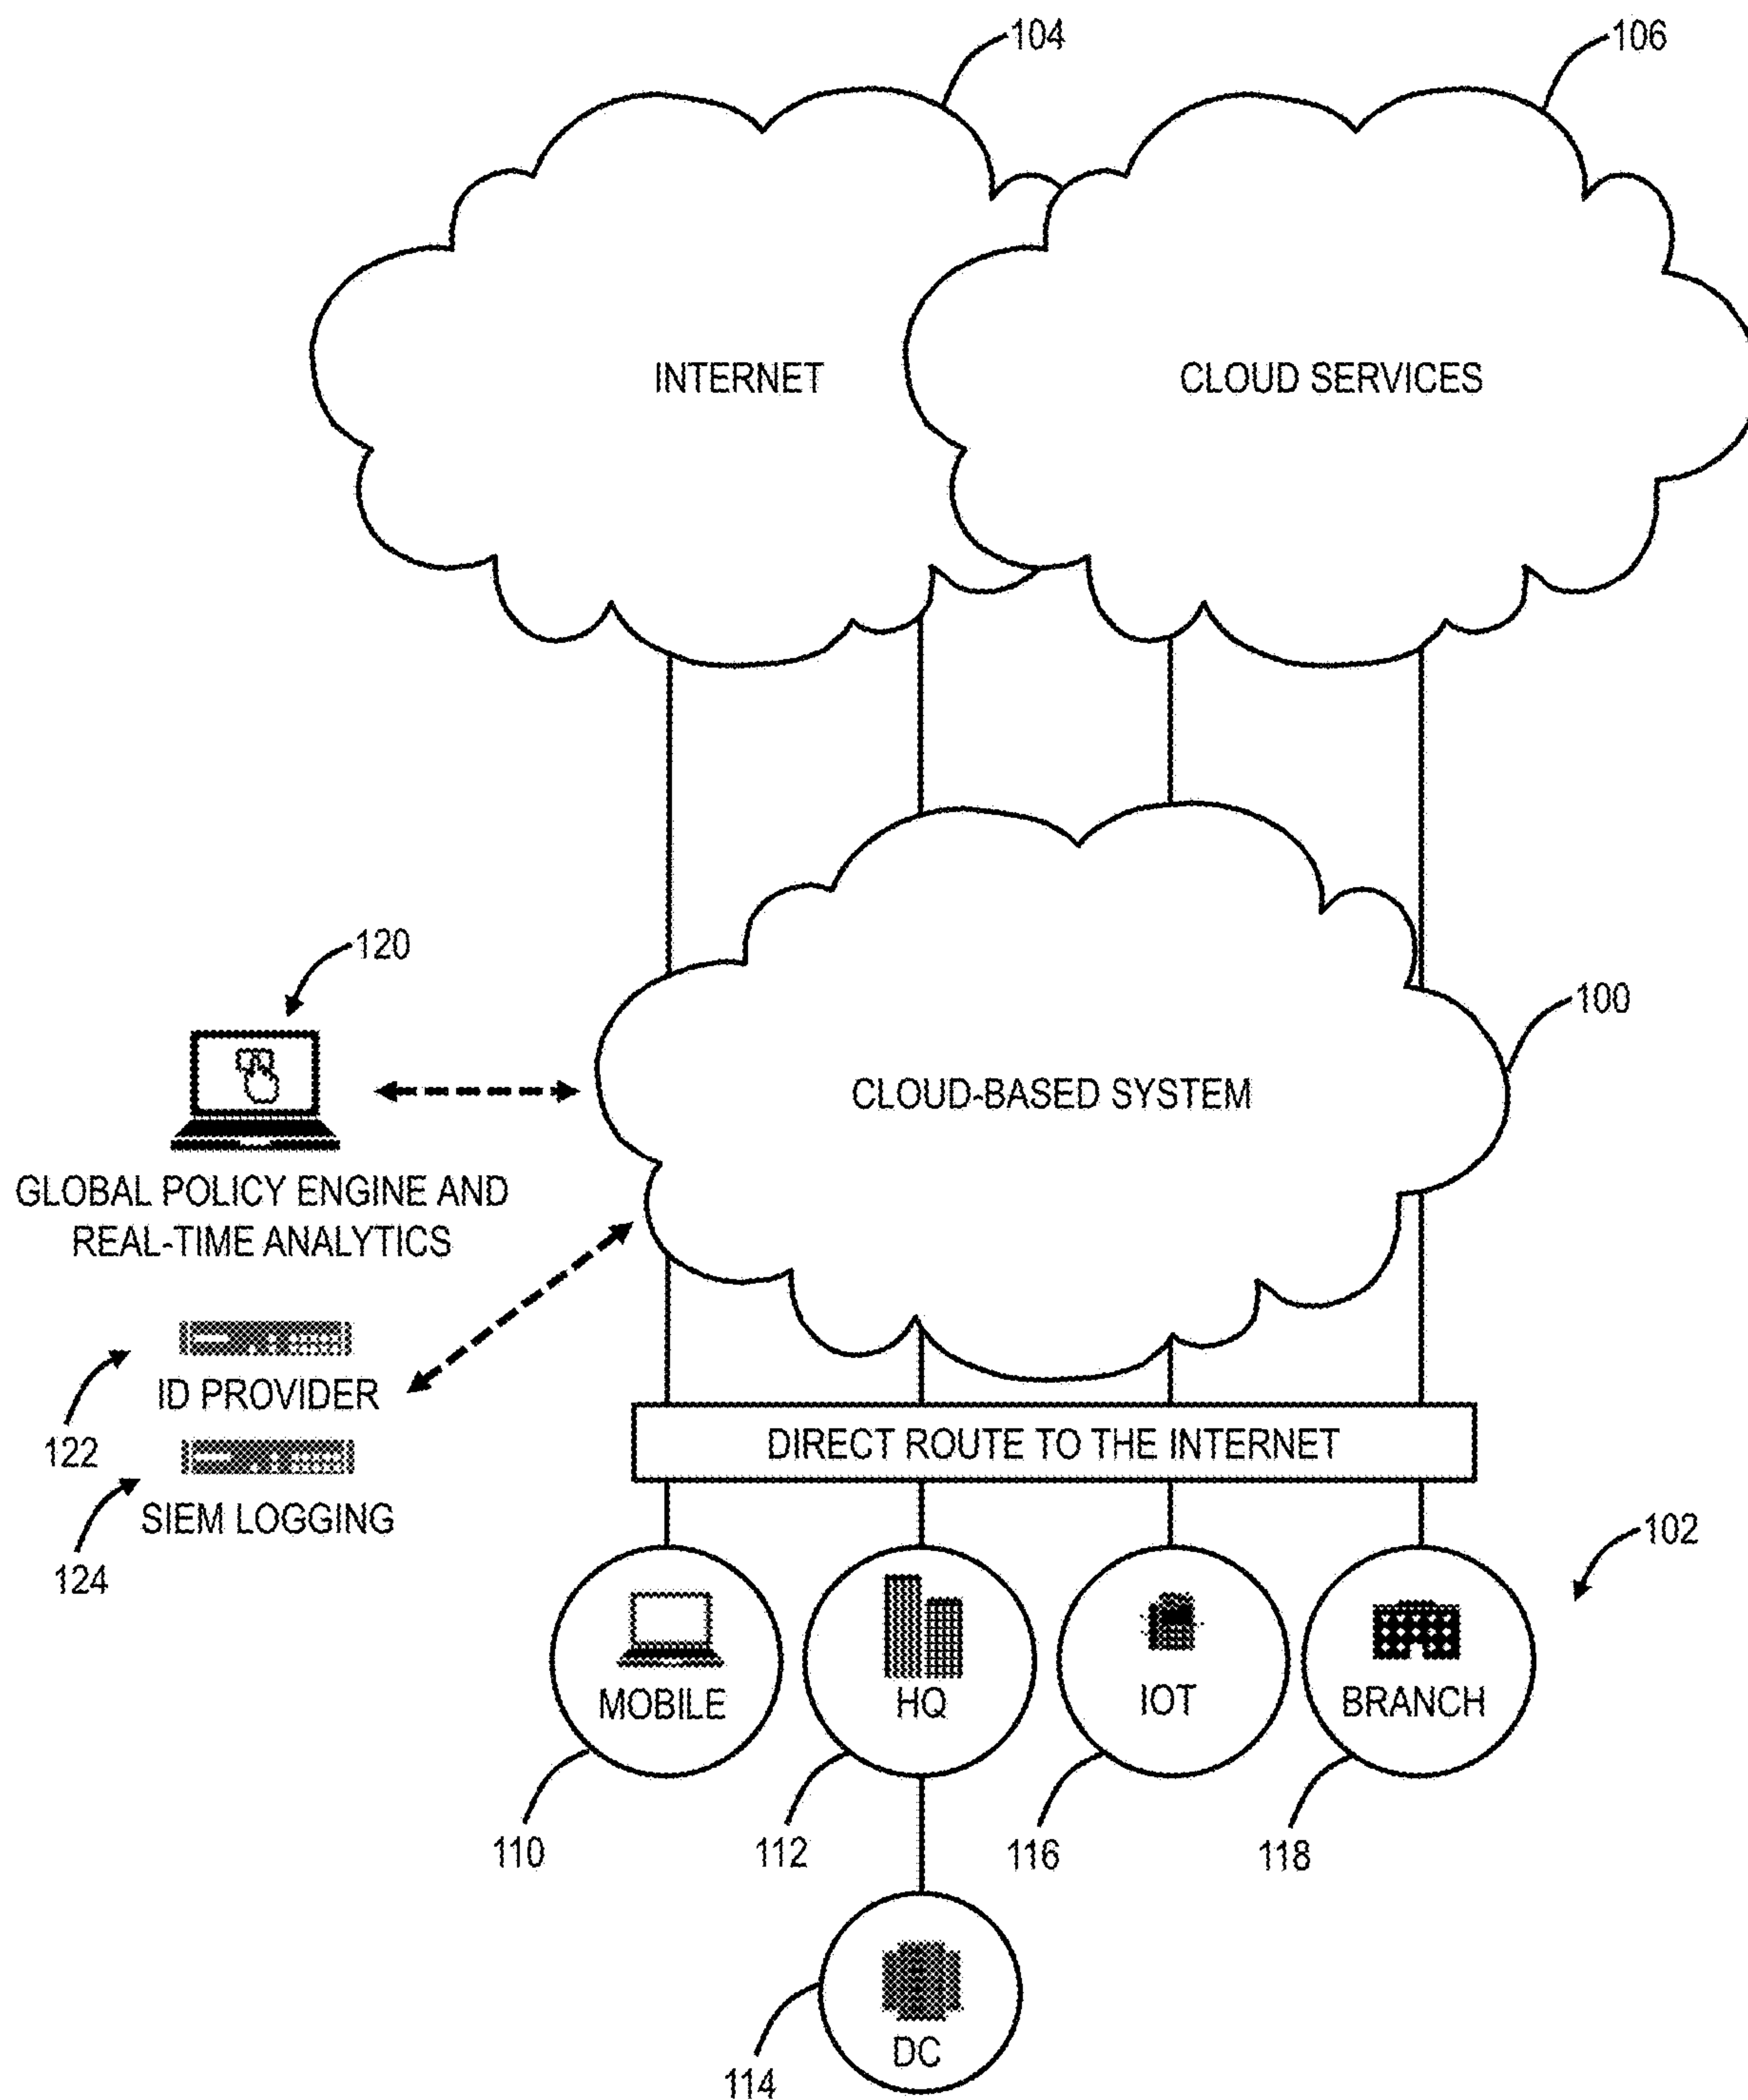 104
106
INTERNET
CLOUD SERVICES
120
100
CLOUD-BASED SYSTEM
GLOBAL POLICY ENGINE AND
REAL-TIME ANALYTICS
ID PROVIDER
122
DIRECT ROUTE TO THE INTERNET
SIEM LOGGING
124
102
MOBILE
HQ
IOT
BRANCH
110
112
116
118
DC
114